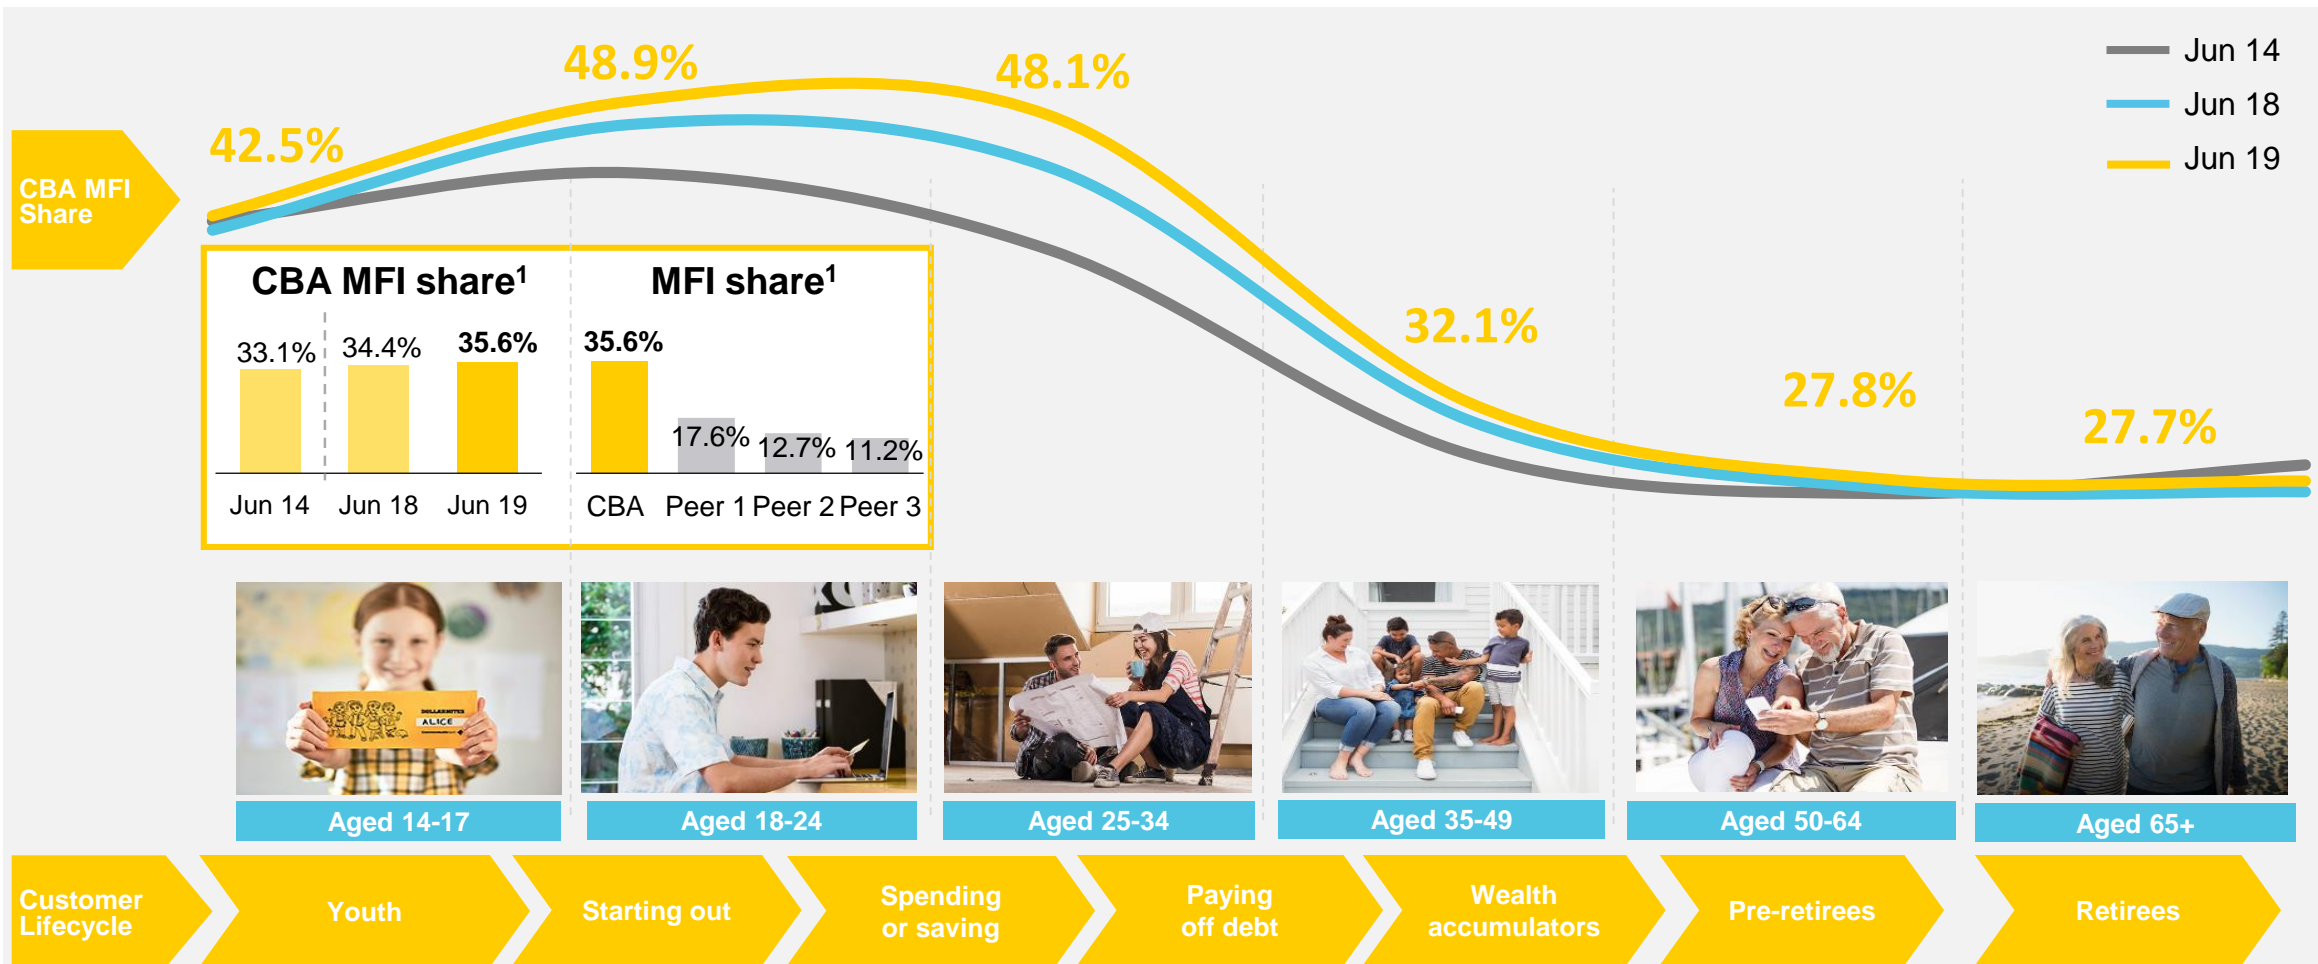 48.9%
48.1%
42.5%
Jun 14
Jun 18
Jun 19
CBA MFI
Share
CBA MFI share¹
33.1%
34.4%
35.6%
Jun 14
Jun 18
Jun 19
MFI share¹
35.6%
17.6%
12.7%
11.2%
CBA
Peer 1
Peer 2
Peer 3
32.1%
27.8%
27.7%
DOLLARMITES
ALICE
Aged 14-17
Aged 18-24
Aged 25-34
Aged 35-49
Aged 50-64
Aged 65+
Customer
Lifecycle
Youth
Starting out
Spending
or saving
Paying
off debt
Wealth
accumulators
Pre-retirees
Retirees